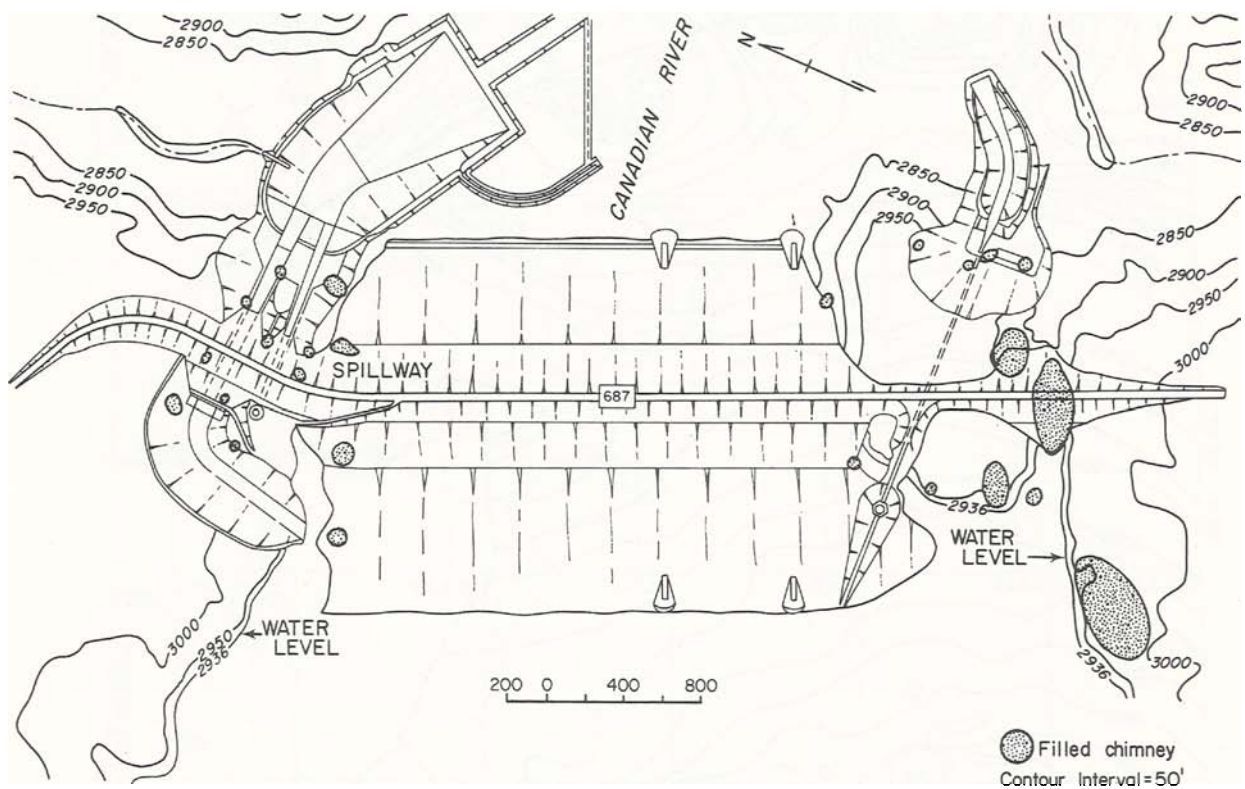 2900
2850
2850
2900
2950
CANADIAN RIVER
N
2900
2850
2850
2900
2950
2850
2900
2950
3000
SPILLWAY
687
2936
WATER
LEVEL
WATER
LEVEL
3000
2950
2936
2936
3000
200 0 400 800
Filled chimney
Contour Interval = 50'